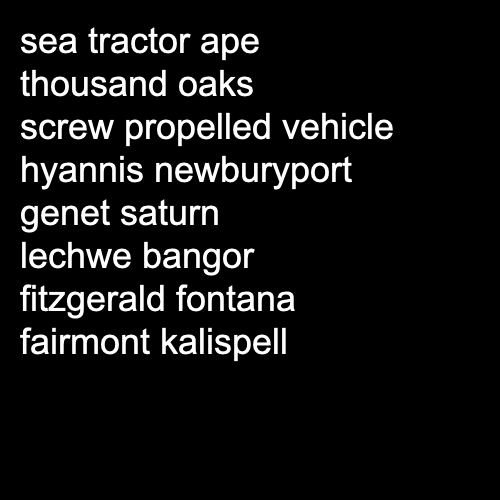 sea tractor ape
thousand oaks
screw propelled vehicle
hyannis newburyport
genet saturn
lechwe bangor
fitzgerald fontana
fairmont kalispell